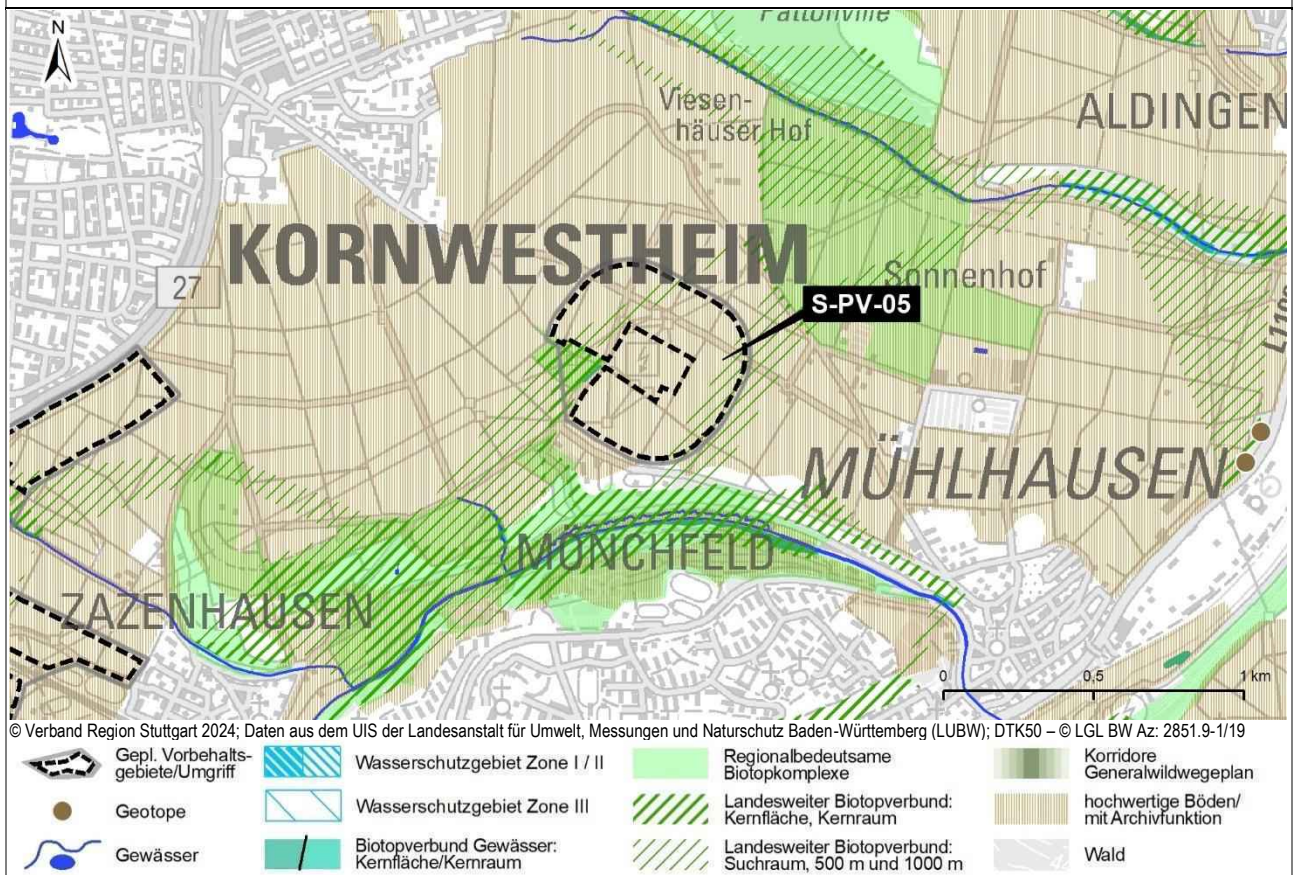 N
Pattonville
Viesen-
häuser Hof
ALDINGEN
KORNWESTHEIM
27
Sonnenhof
S-PV-05
L1100
MÜHLHAUSEN
MÖNCHFELD
ZAZENHAUSEN
0 0,5 1 km
© Verband Region Stuttgart 2024; Daten aus dem UIS der Landesanstalt für Umwelt, Messungen und Naturschutz Baden-Württemberg (LUBW); DTK50 – © LGL BW Az: 2851.9-1/19
Gepl. Vorbehalts-
gebiete/Umgriff
Geotope
Gewässer
Wasserschutzgebiet Zone I / II
Wasserschutzgebiet Zone III
Biotopverbund Gewässer:
Kernfläche/Kernraum
Regionalbedeutsame
Biotopkomplexe
Landesweiter Biotopverbund:
Kernfläche, Kernraum
Landesweiter Biotopverbund:
Suchraum, 500 m und 1000 m
Korridore
Generalwildwegeplan
hochwertige Böden/
mit Archivfunktion
Wald